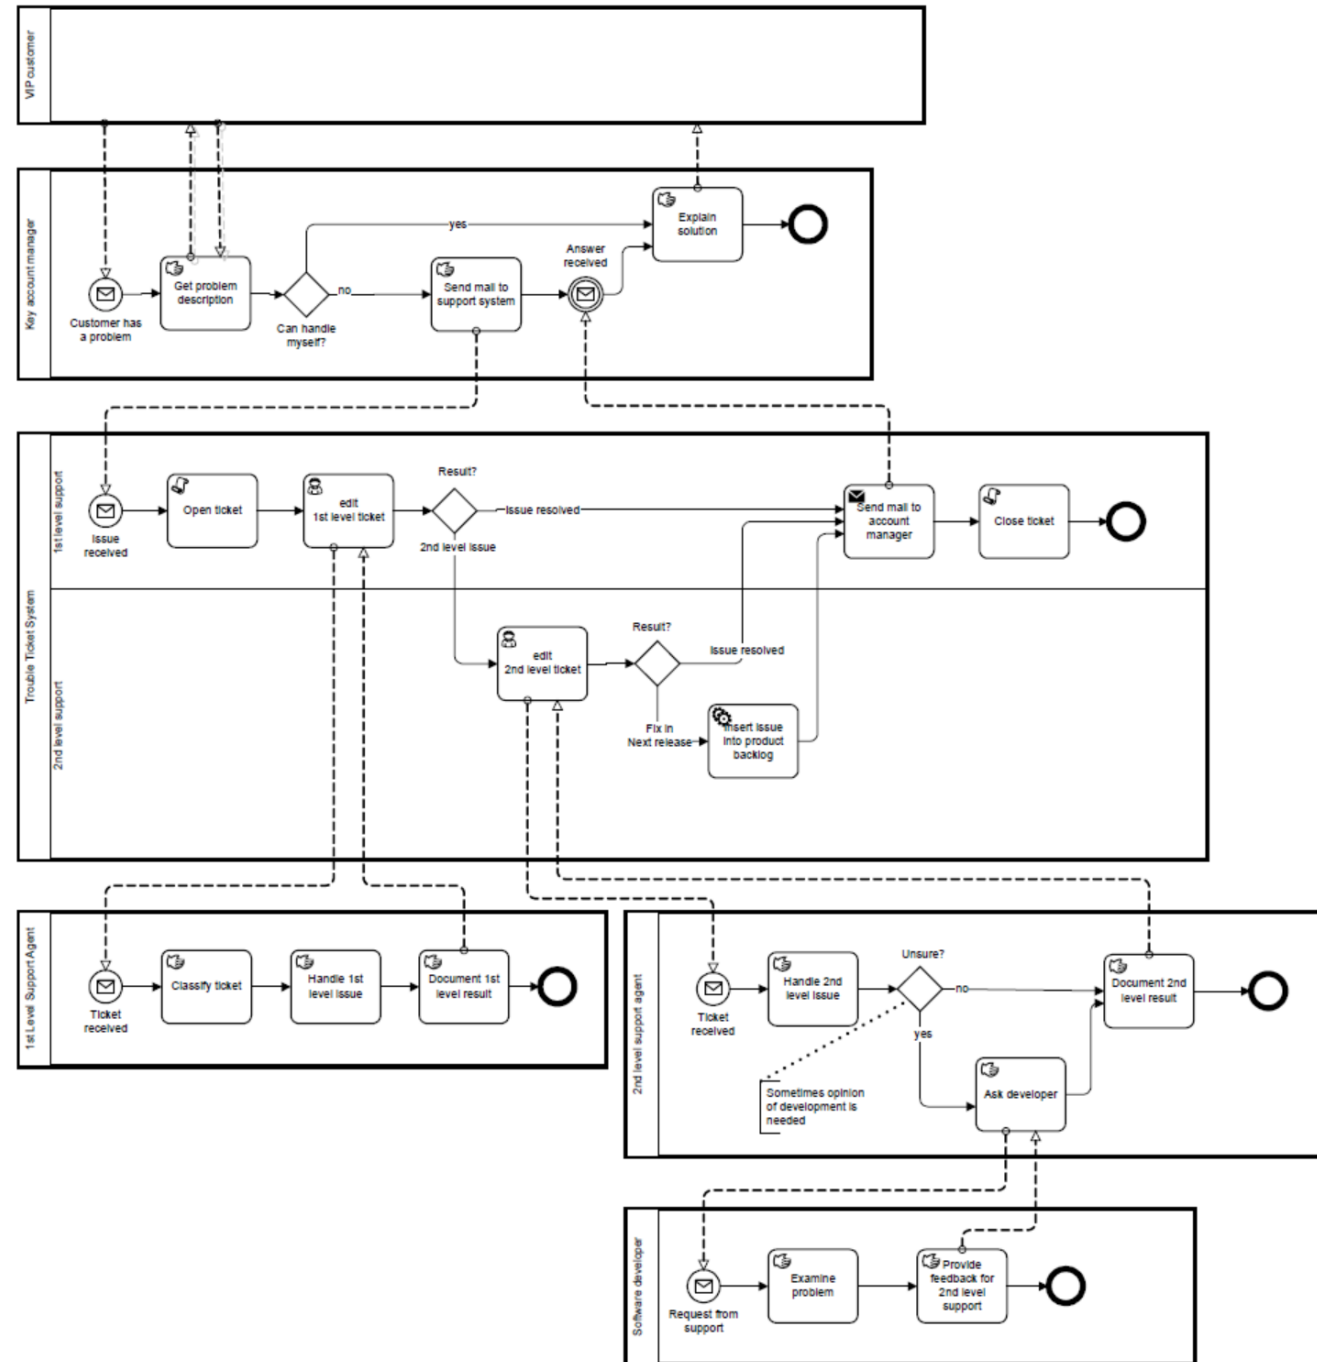 VIP customer
Key account manager
yes
Explain
solution
Answer
received
Get problem
description
no
Send mail to
support system
Customer has
a problem
Can handle
myself?
Trouble Ticket System
1st level support
Result?
edit
1st level ticket
Open ticket
Issue resolved
Send mail to
account
manager
Close ticket
Issue
received
2nd level issue
2nd level support
Result?
edit
2nd level ticket
Issue resolved
Fix in
Next release
Insert issue
into product
backlog
1st Level Support Agent
Classify ticket
Handle 1st
level issue
Document 1st
level result
Ticket
received
2nd level support agent
Unsure?
Handle 2nd
level issue
no
Document 2nd
level result
Ticket
received
yes
Sometimes opinion
of development is
needed
Ask developer
Software developer
Examine
problem
Provide
feedback for
2nd level
support
Request from
support